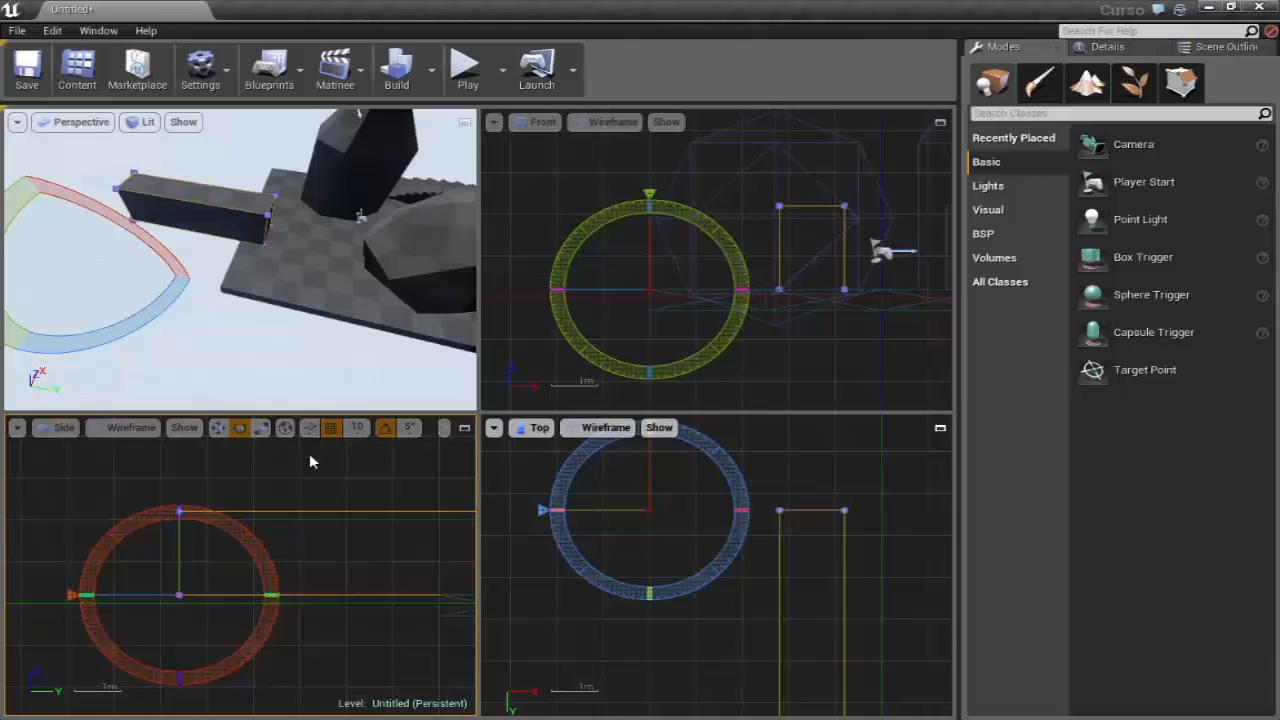 Untitled*
Curso
File Edit Window Help
Search For Help
Save Content Marketplace Settings Blueprints Matinee Build Play Launch
Modes Details Scene Outlin
Search Classes
Recently Placed
Basic
Lights
Visual
BSP
Volumes
All Classes
Camera
Player Start
Point Light
Box Trigger
Sphere Trigger
Capsule Trigger
Target Point
Perspective Lit Show
Z X
Y
Front Wireframe Show
1m
Side Wireframe Show 10 5°
Y
1m
Level: Untitled (Persistent)
Top Wireframe Show
1m
Y